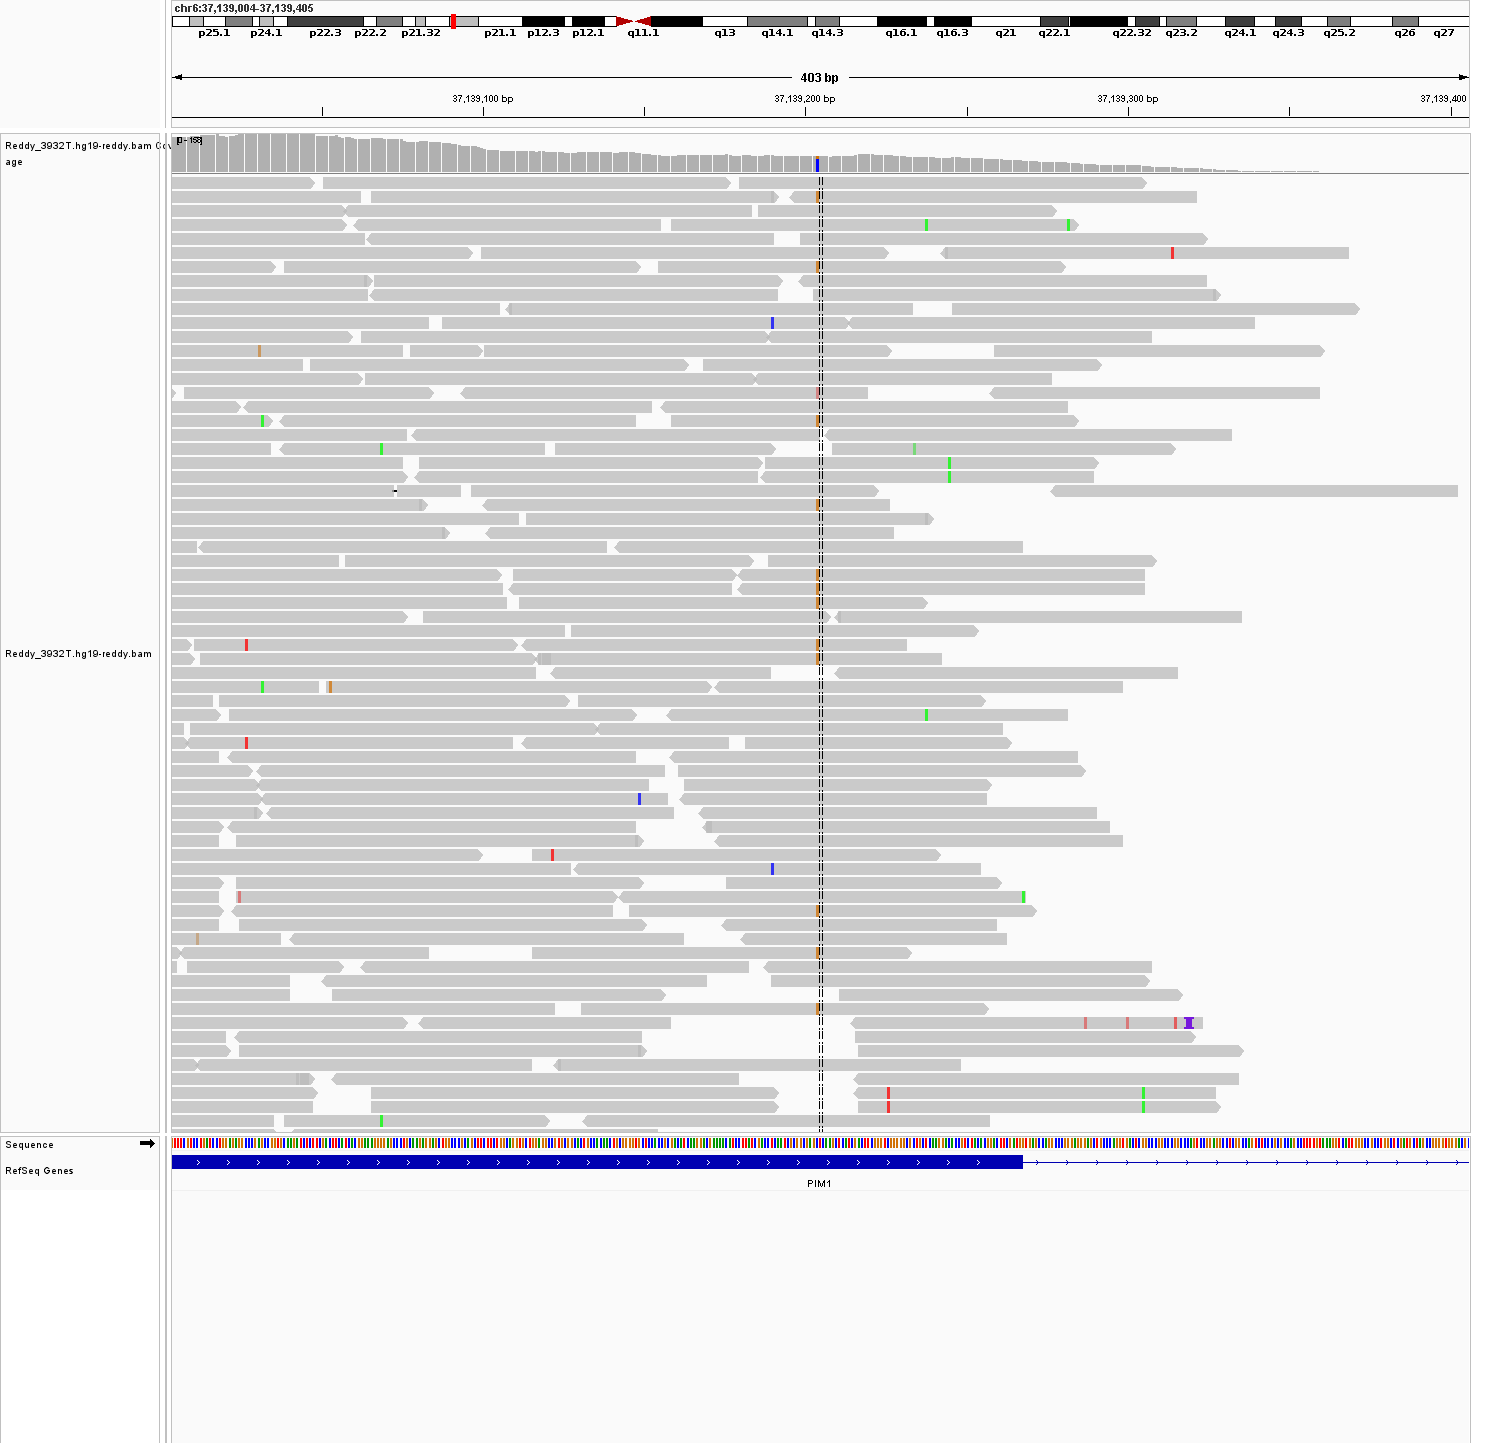 chr6:37,139,004-37,139,405
p25.1 p24.1 p22.3 p22.2 p21.32 p21.1 p12.3 p12.1 q11.1 q13 q14.1 q14.3 q16.1 q16.3 q21 q22.1 q22.32 q23.2 q24.1 q24.3 q25.2 q26 q27
403 bp
37,139,100 bp 37,139,200 bp 37,139,300 bp 37,139,400
Reddy_3932T.hg19-reddy.bam Cov
age
[0 - 158]
Reddy_3932T.hg19-reddy.bam
Sequence
RefSeq Genes
PIM1